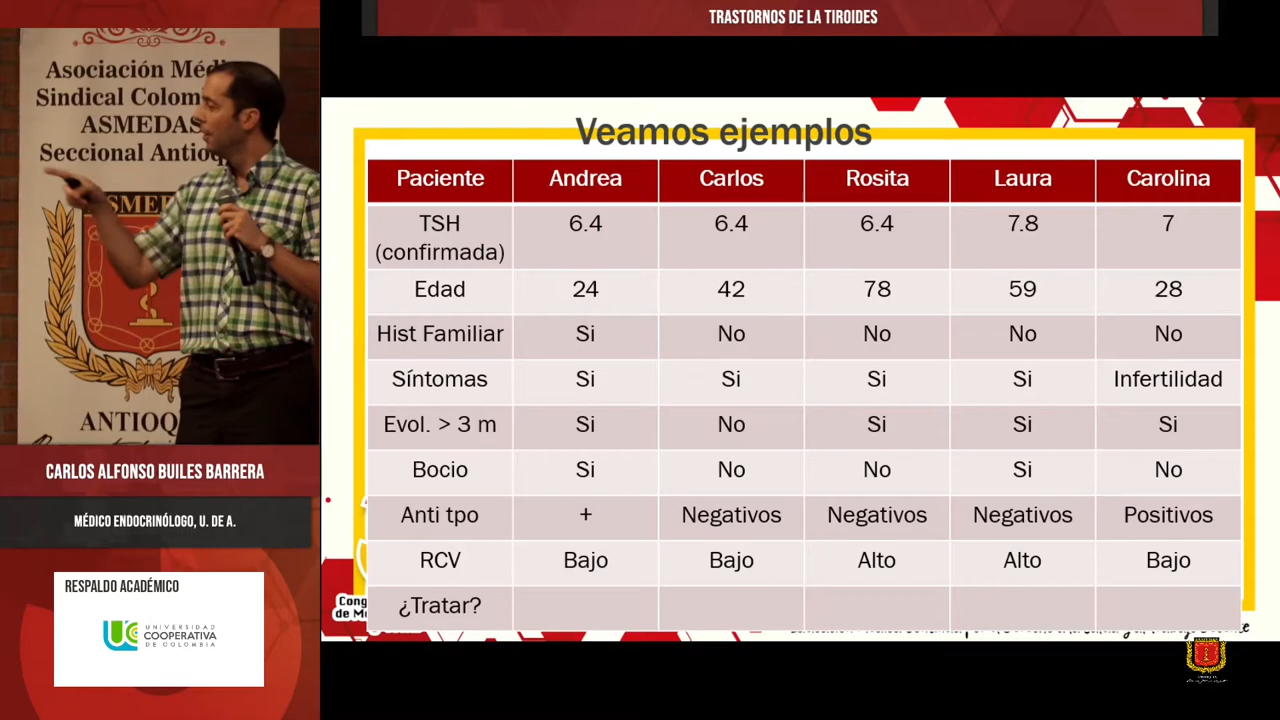 TRASTORNOS DE LA TIROIDES
Asociación Méd
Sindical Colom
ASMEDAS
Seccional Antioq
ASMED
ANTIOQ
CARLOS ALFONSO BUILES BARRERA
MÉDICO ENDOCRINÓLOGO, U. DE A.
RESPALDO ACADÉMICO
UNIVERSIDAD
COOPERATIVA
DE COLOMBIA
Veamos ejemplos
Paciente Andrea Carlos Rosita Laura Carolina
TSH (confirmada) 6.4 6.4 6.4 7.8 7
Edad 24 42 78 59 28
Hist Familiar Si No No No No
Síntomas Si Si Si Si Infertilidad
Evol. > 3 m Si No Si Si Si
Bocio Si No No Si No
Anti tpo + Negativos Negativos Negativos Positivos
RCV Bajo Bajo Alto Alto Bajo
¿Tratar?
Cong
de M